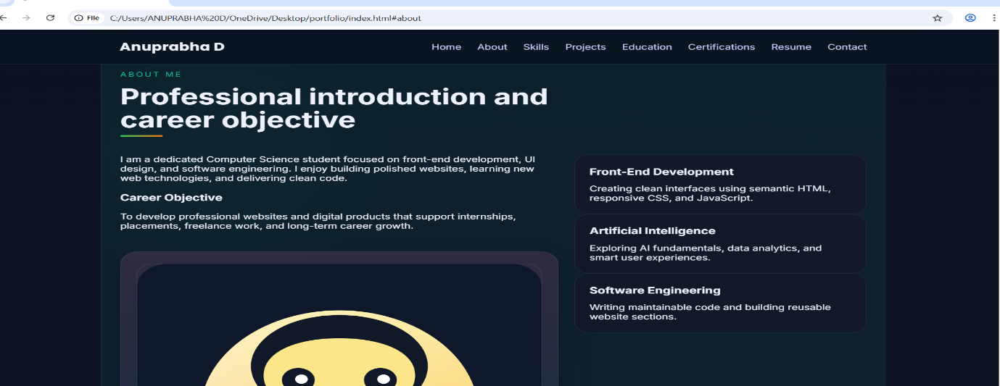 File C:/Users/ANUPRABHA%20D/OneDrive/Desktop/portfolio/index.html#about
Anuprabha D Home About Skills Projects Education Certifications Resume Contact
ABOUT ME
Professional introduction and
career objective
I am a dedicated Computer Science student focused on front-end development, UI
design, and software engineering. I enjoy building polished websites, learning new
web technologies, and delivering clean code.
Career Objective
To develop professional websites and digital products that support internships,
placements, freelance work, and long-term career growth.
Front-End Development
Creating clean interfaces using semantic HTML,
responsive CSS, and JavaScript.
Artificial Intelligence
Exploring AI fundamentals, data analytics, and
smart user experiences.
Software Engineering
Writing maintainable code and building reusable
website sections.